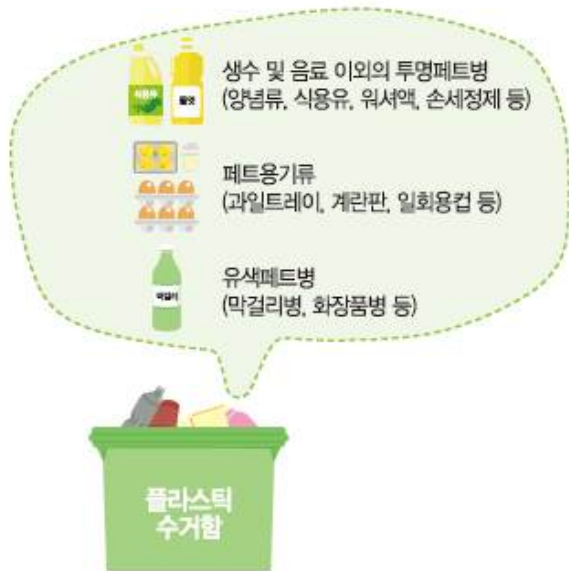 식용유
물엿
생수 및 음료 이외의 투명페트병
(양념류, 식용유, 워셔액, 손세정제 등)
페트용기류
(과일트레이, 계란판, 일회용컵 등)
막걸리
유색페트병
(막걸리병, 화장품병 등)
플라스틱
수거함